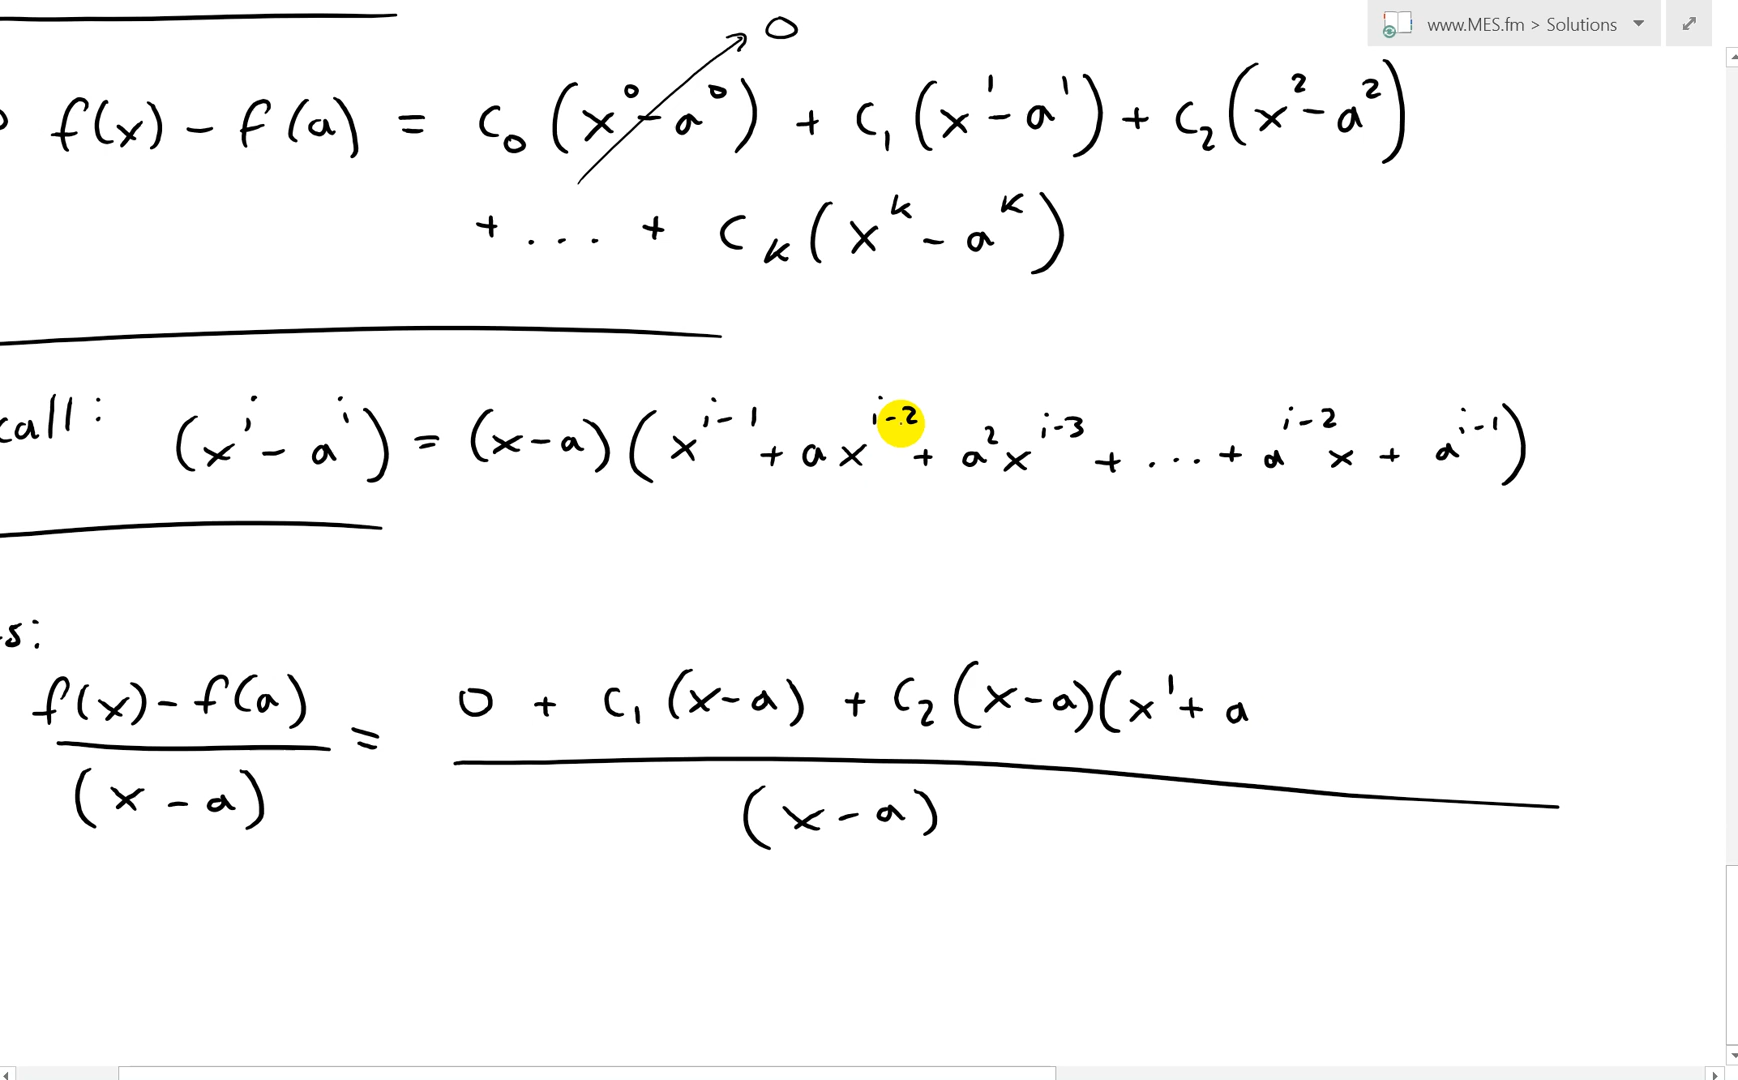 www.MES.fm > Solutions
0
f(x) - f(a) = c₀(x⁰ - a⁰) + c₁(x¹ - a¹) + c₂(x² - a²)
+ ... + cₖ(xᵏ - aᵏ)
call: (xⁱ - aⁱ) = (x-a)(xⁱ⁻¹ + axⁱ⁻² + a²xⁱ⁻³ + ... + aⁱ⁻²x + aⁱ⁻¹)
s:
f(x) - f(a) / (x - a) = 0 + c₁(x-a) + c₂(x-a)(x¹ + a / (x - a)